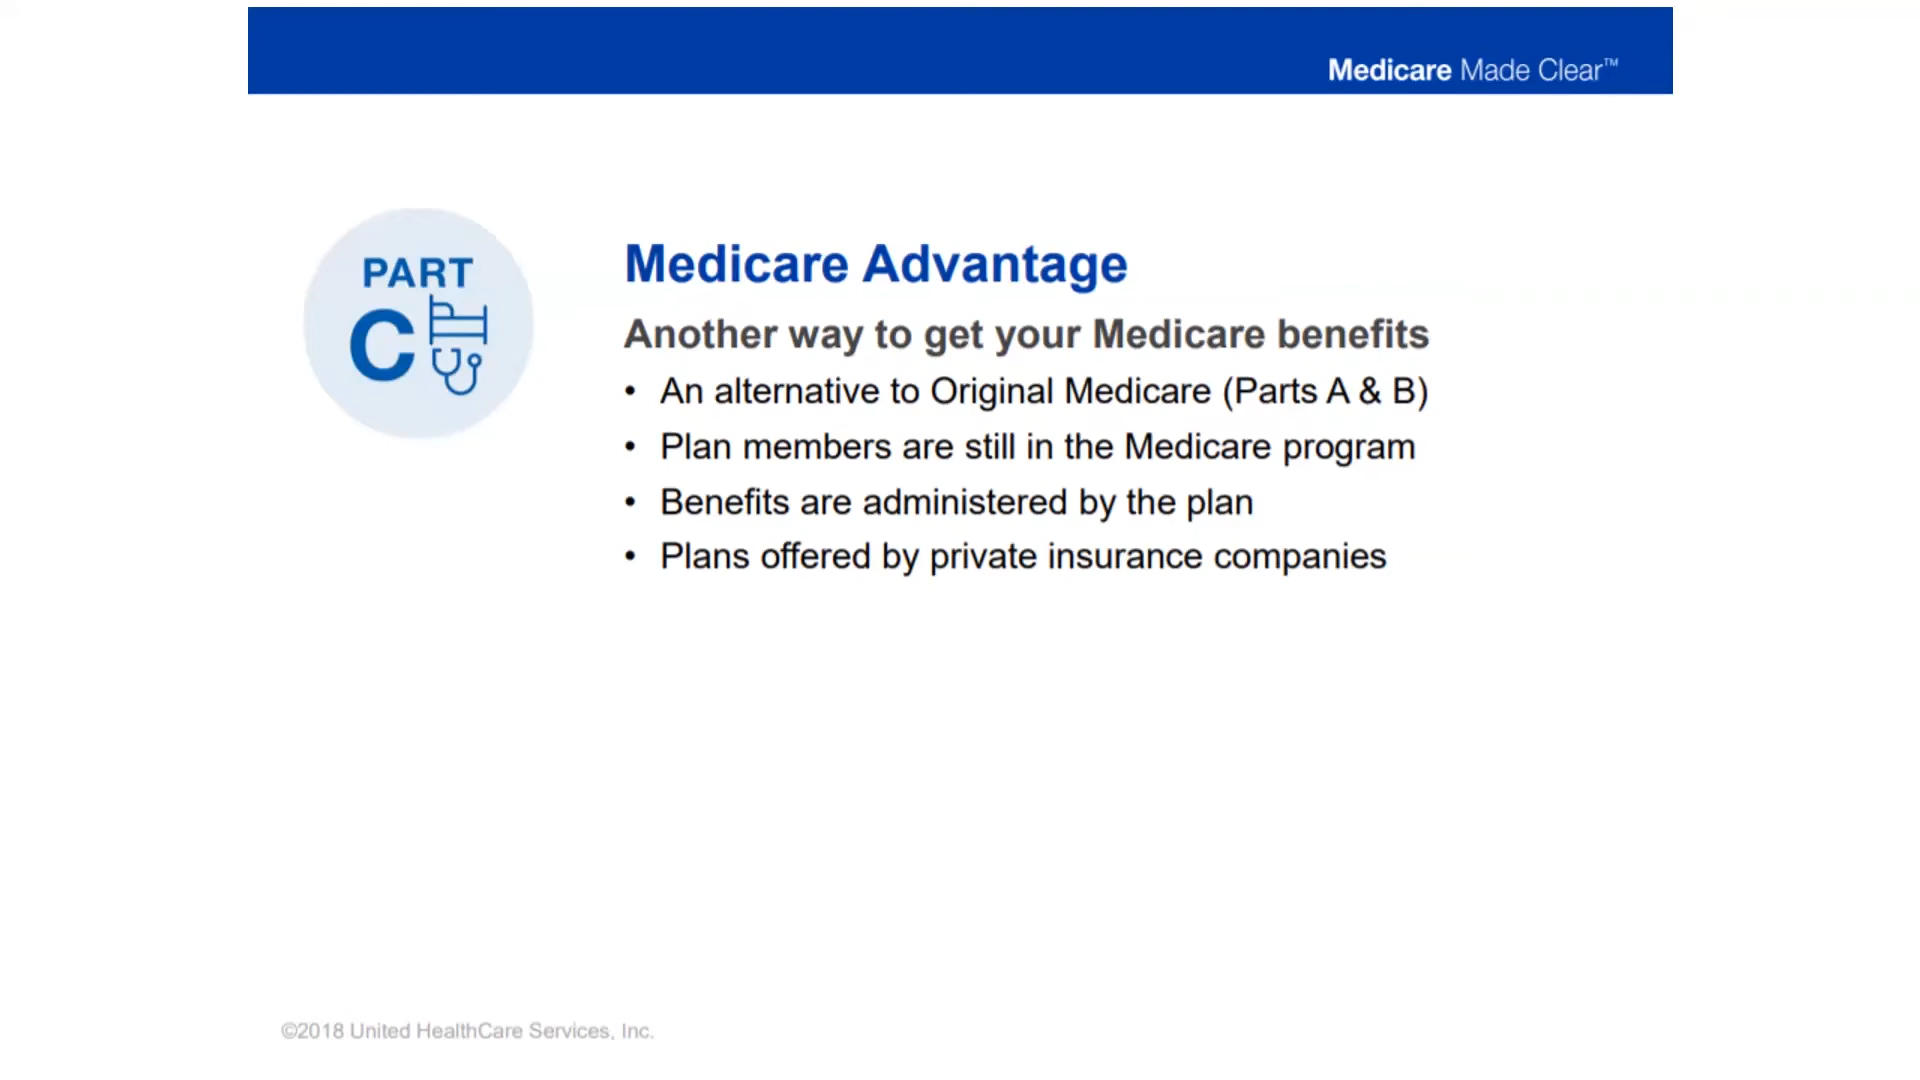 Medicare Made Clear™
PART
C
Medicare Advantage
Another way to get your Medicare benefits
• An alternative to Original Medicare (Parts A & B)
• Plan members are still in the Medicare program
• Benefits are administered by the plan
• Plans offered by private insurance companies
©2018 United HealthCare Services, Inc.